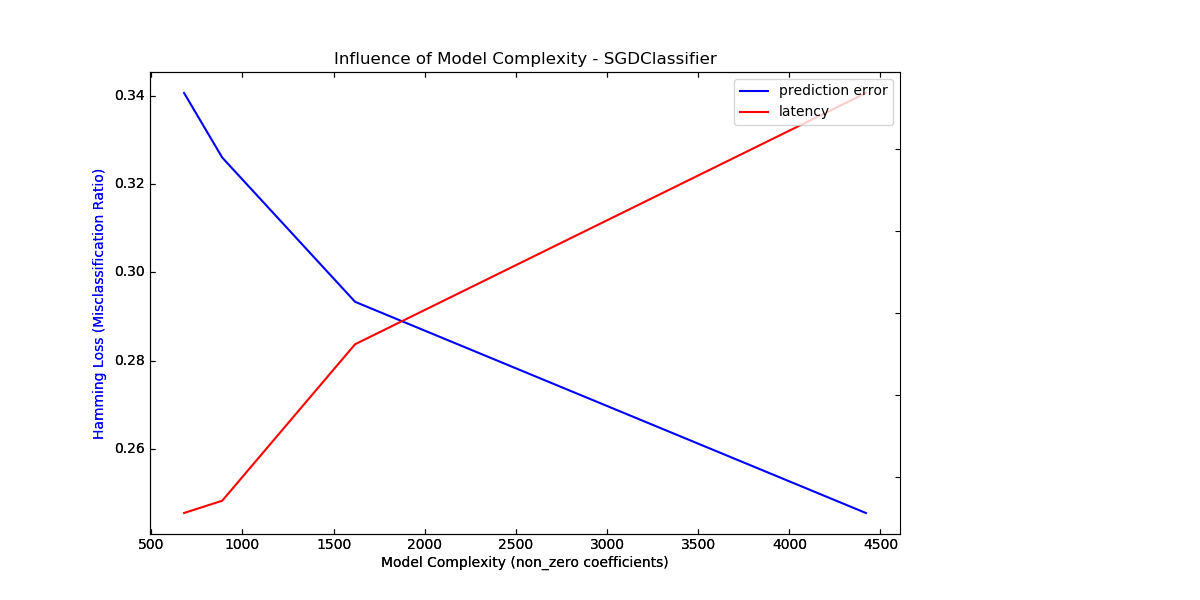 Influence of Model Complexity - SGDClassifier
prediction error
latency
0.34
0.32
0.30
0.28
0.26
Hamming Loss (Misclassification Ratio)
500 1000 1500 2000 2500 3000 3500 4000 4500
Model Complexity (non_zero coefficients)